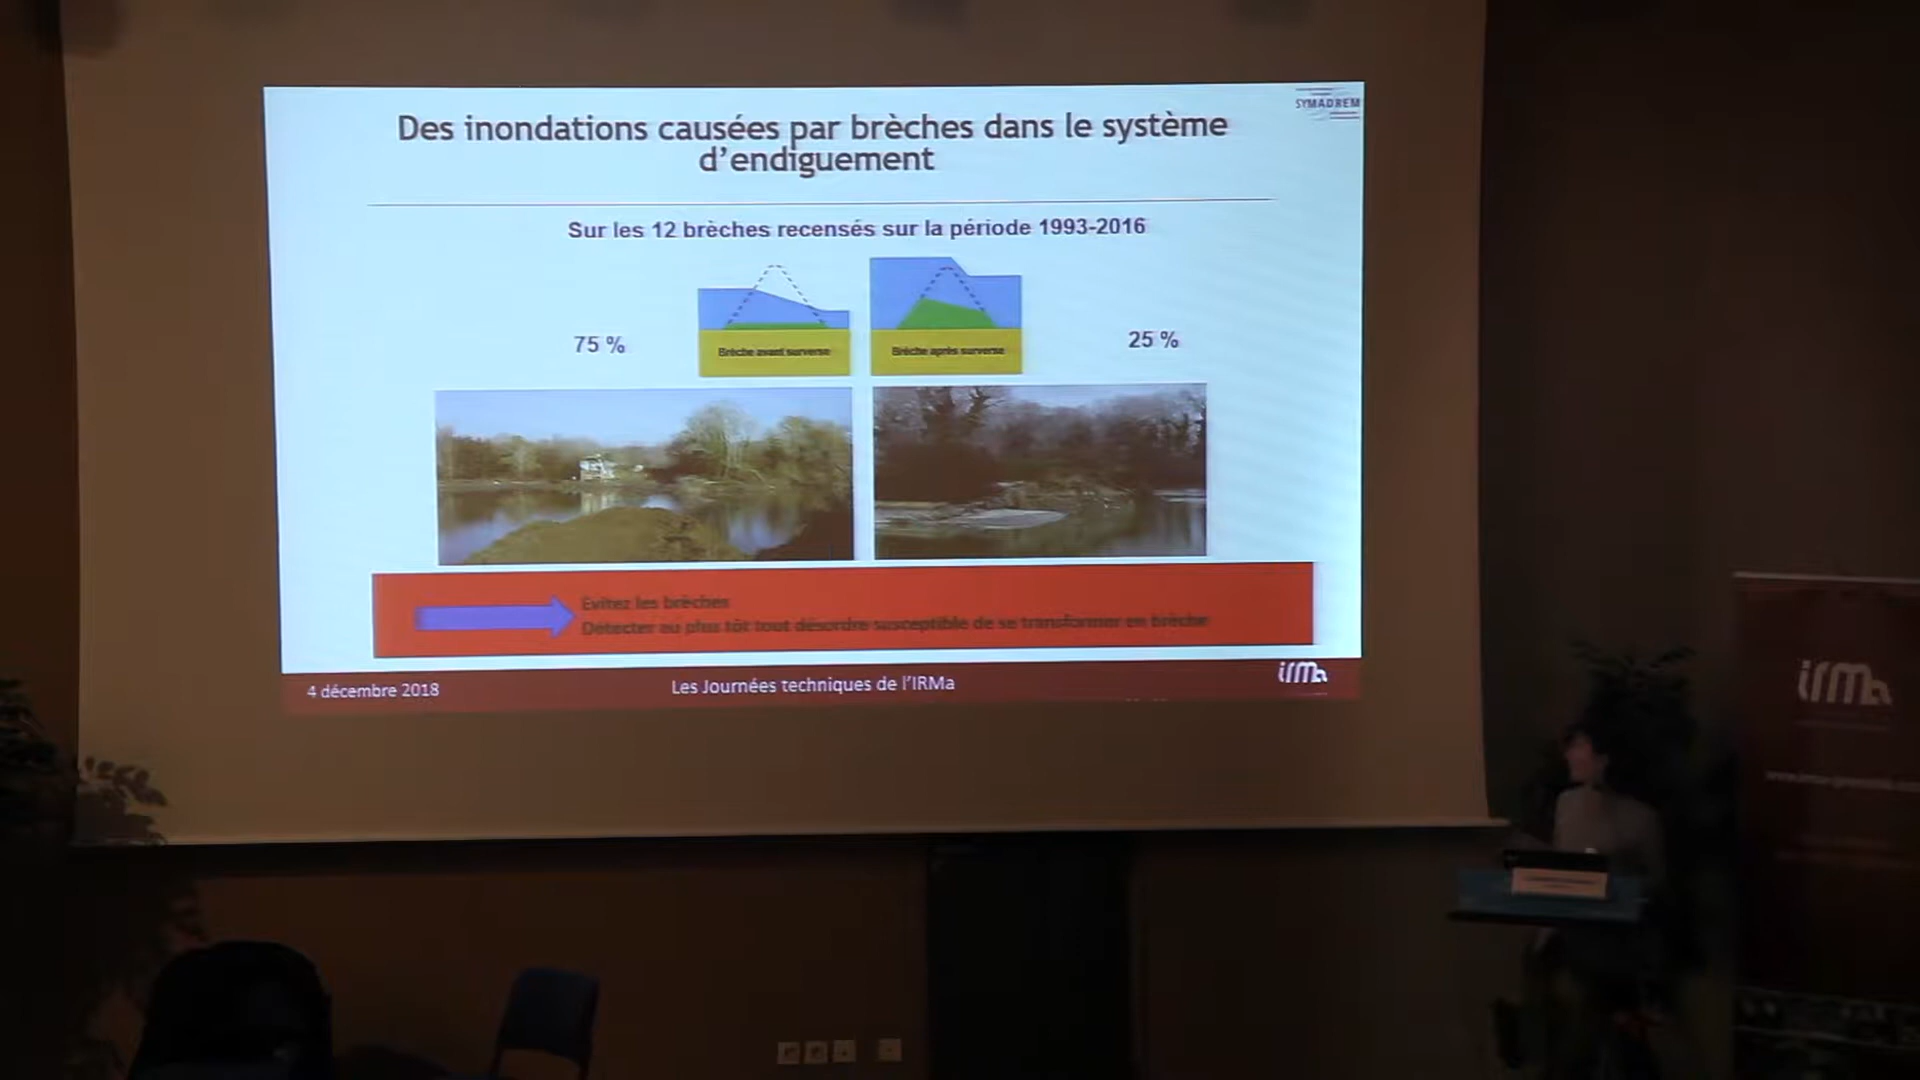 SYMADREM
Des inondations causées par brèches dans le système
d'endiguement
Sur les 12 brèches recensés sur la période 1993-2016
75 %
25 %
Brèche avant surverse
Brèche après surverse
Evitez les brèches
Détecter au plus tôt tout désordre susceptible de se transformer en brèche
4 décembre 2018
Les Journées techniques de l'IRMa
irma
irma